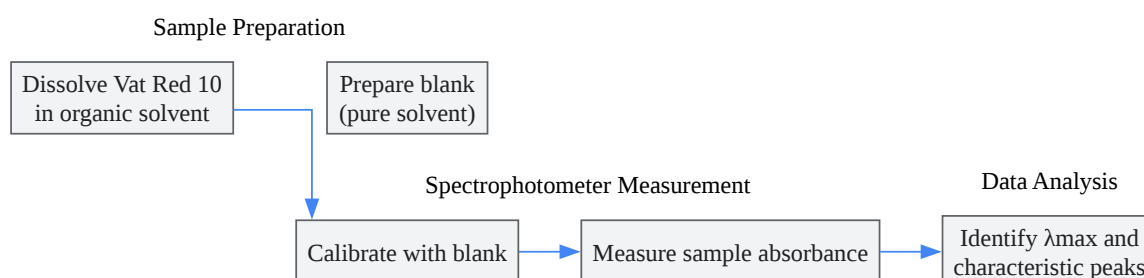 Sample Preparation
Dissolve Vat Red 10
in organic solvent
Prepare blank
(pure solvent)
Spectrophotometer Measurement
Data Analysis
Calibrate with blank
Measure sample absorbance
Identify λmax and
characteristic peaks